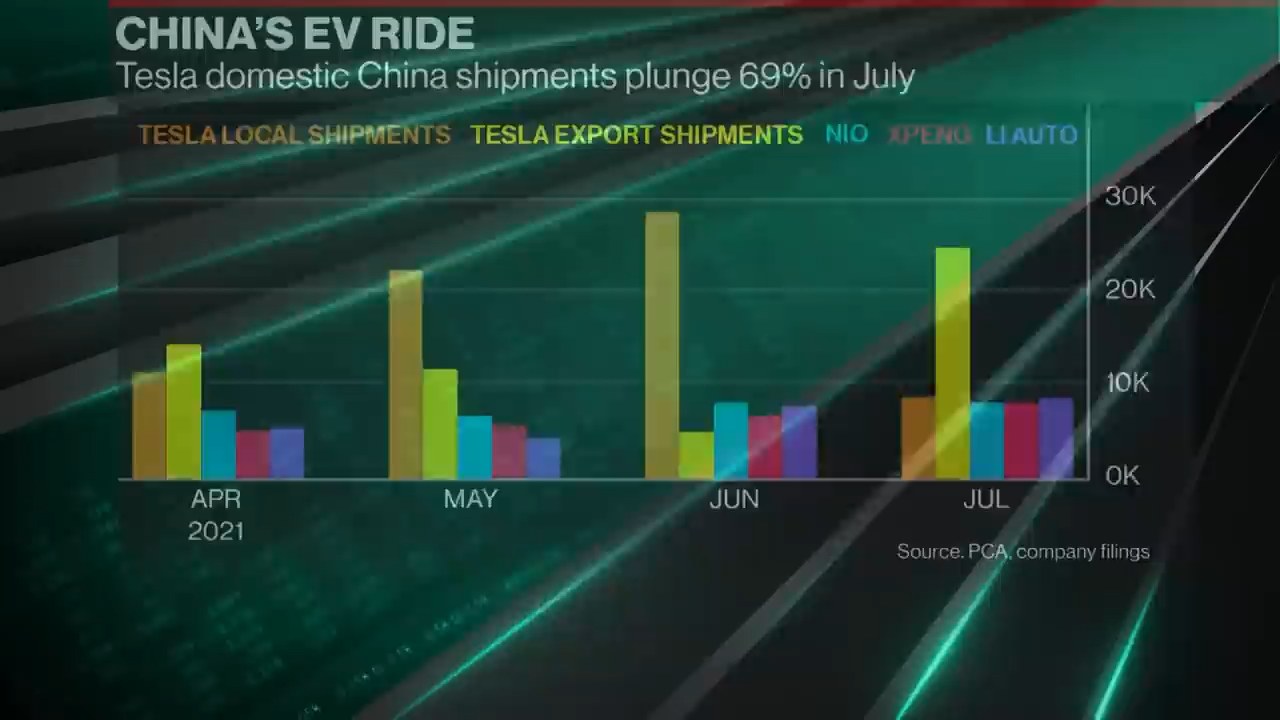 CHINA'S EV RIDE
Tesla domestic China shipments plunge 69% in July
TESLA LOCAL SHIPMENTS TESLA EXPORT SHIPMENTS NIO XPENG LI AUTO
30K
20K
10K
0K
APR MAY JUN JUL
2021
Source. PCA, company filings